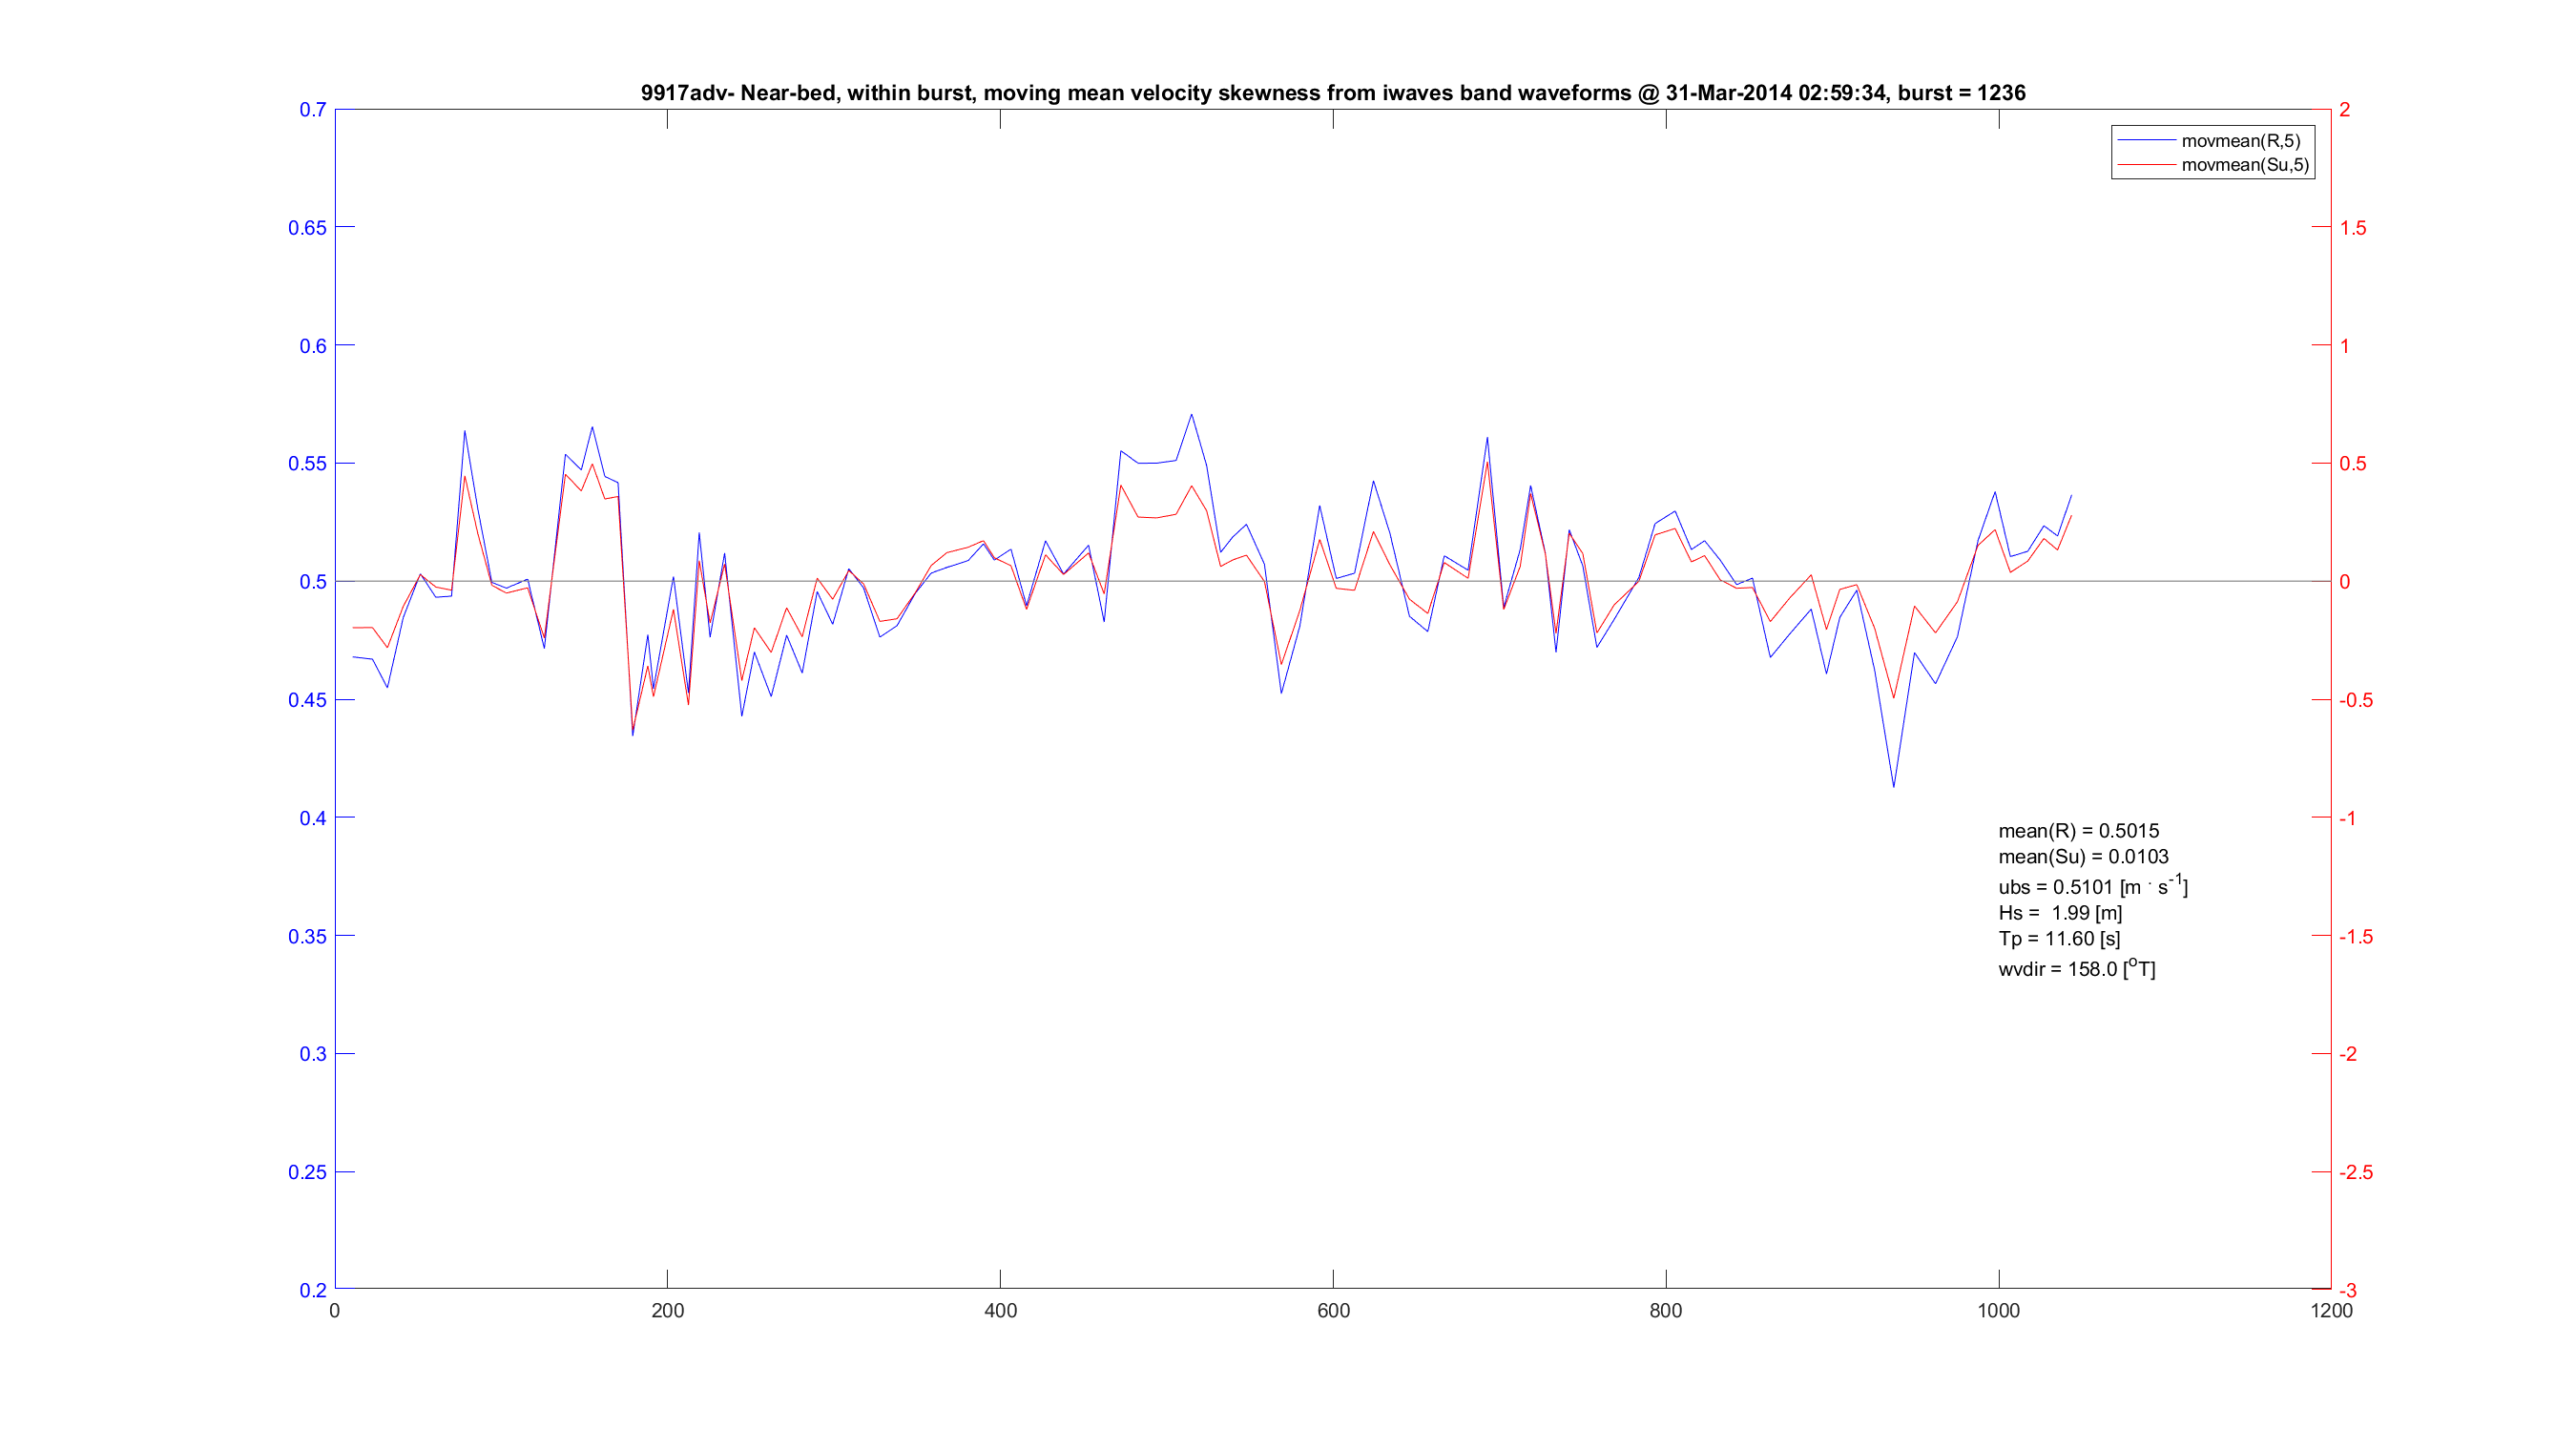 9917adv- Near-bed, within burst, moving mean velocity skewness from iwaves band waveforms @ 31-Mar-2014 02:59:34, burst = 1236
0.7
0.65
0.6
0.55
0.5
0.45
0.4
0.35
0.3
0.25
0.2
2
1.5
1
0.5
0
-0.5
-1
-1.5
-2
-2.5
-3
movmean(R,5)
movmean(Su,5)
mean(R) = 0.5015
mean(Su) = 0.0103
ubs = 0.5101 [m · s⁻¹]
Hs = 1.99 [m]
Tp = 11.60 [s]
wvdir = 158.0 [ᵒT]
0 200 400 600 800 1000 1200